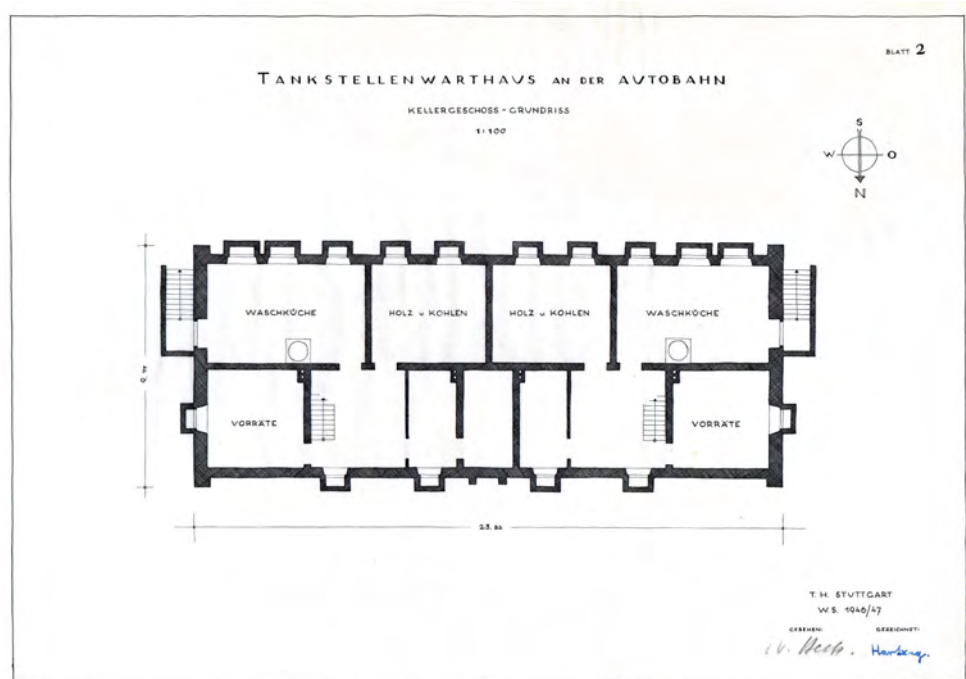 BLATT 2
TANKSTELLENWARTHAUS AN DER AUTOBAHN
KELLERGESCHOSS - GRUNDRISS
1:100
S
W O
N
WASCHKÜCHE HOLZ u KOHLEN HOLZ u KOHLEN WASCHKÜCHE
VORRÄTE VORRÄTE
T. H. STUTTGART
W.S. 1946/47
GESEHEN: GEZEICHNET: